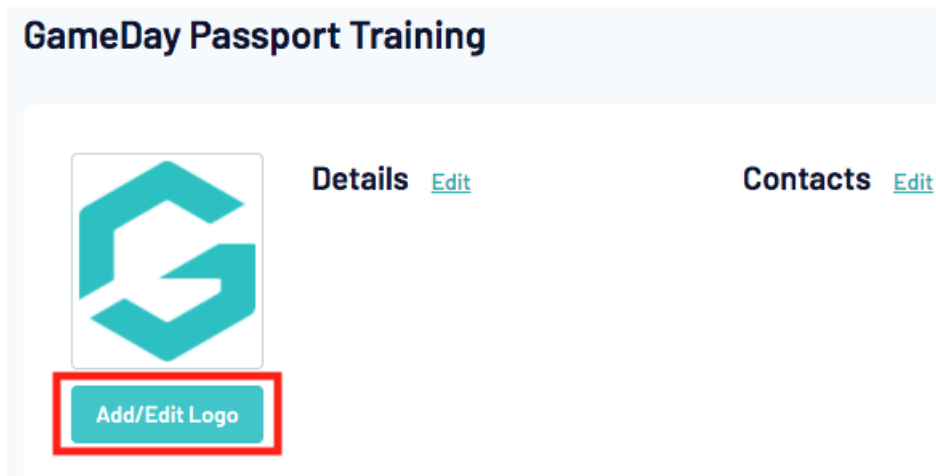 GameDay Passport Training
Details Edit
Contacts Edit
Add/Edit Logo